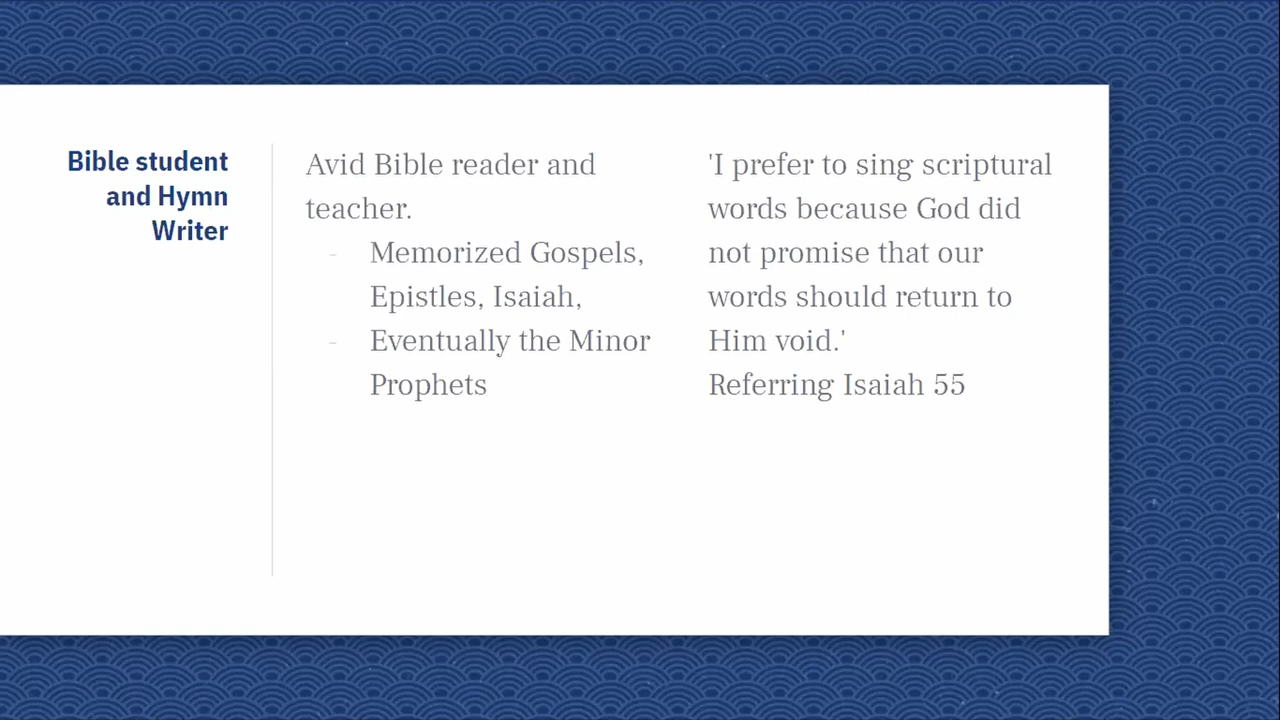 Bible student
and Hymn
Writer
Avid Bible reader and
teacher.
- Memorized Gospels,
Epistles, Isaiah,
- Eventually the Minor
Prophets
'I prefer to sing scriptural
words because God did
not promise that our
words should return to
Him void.'
Referring Isaiah 55